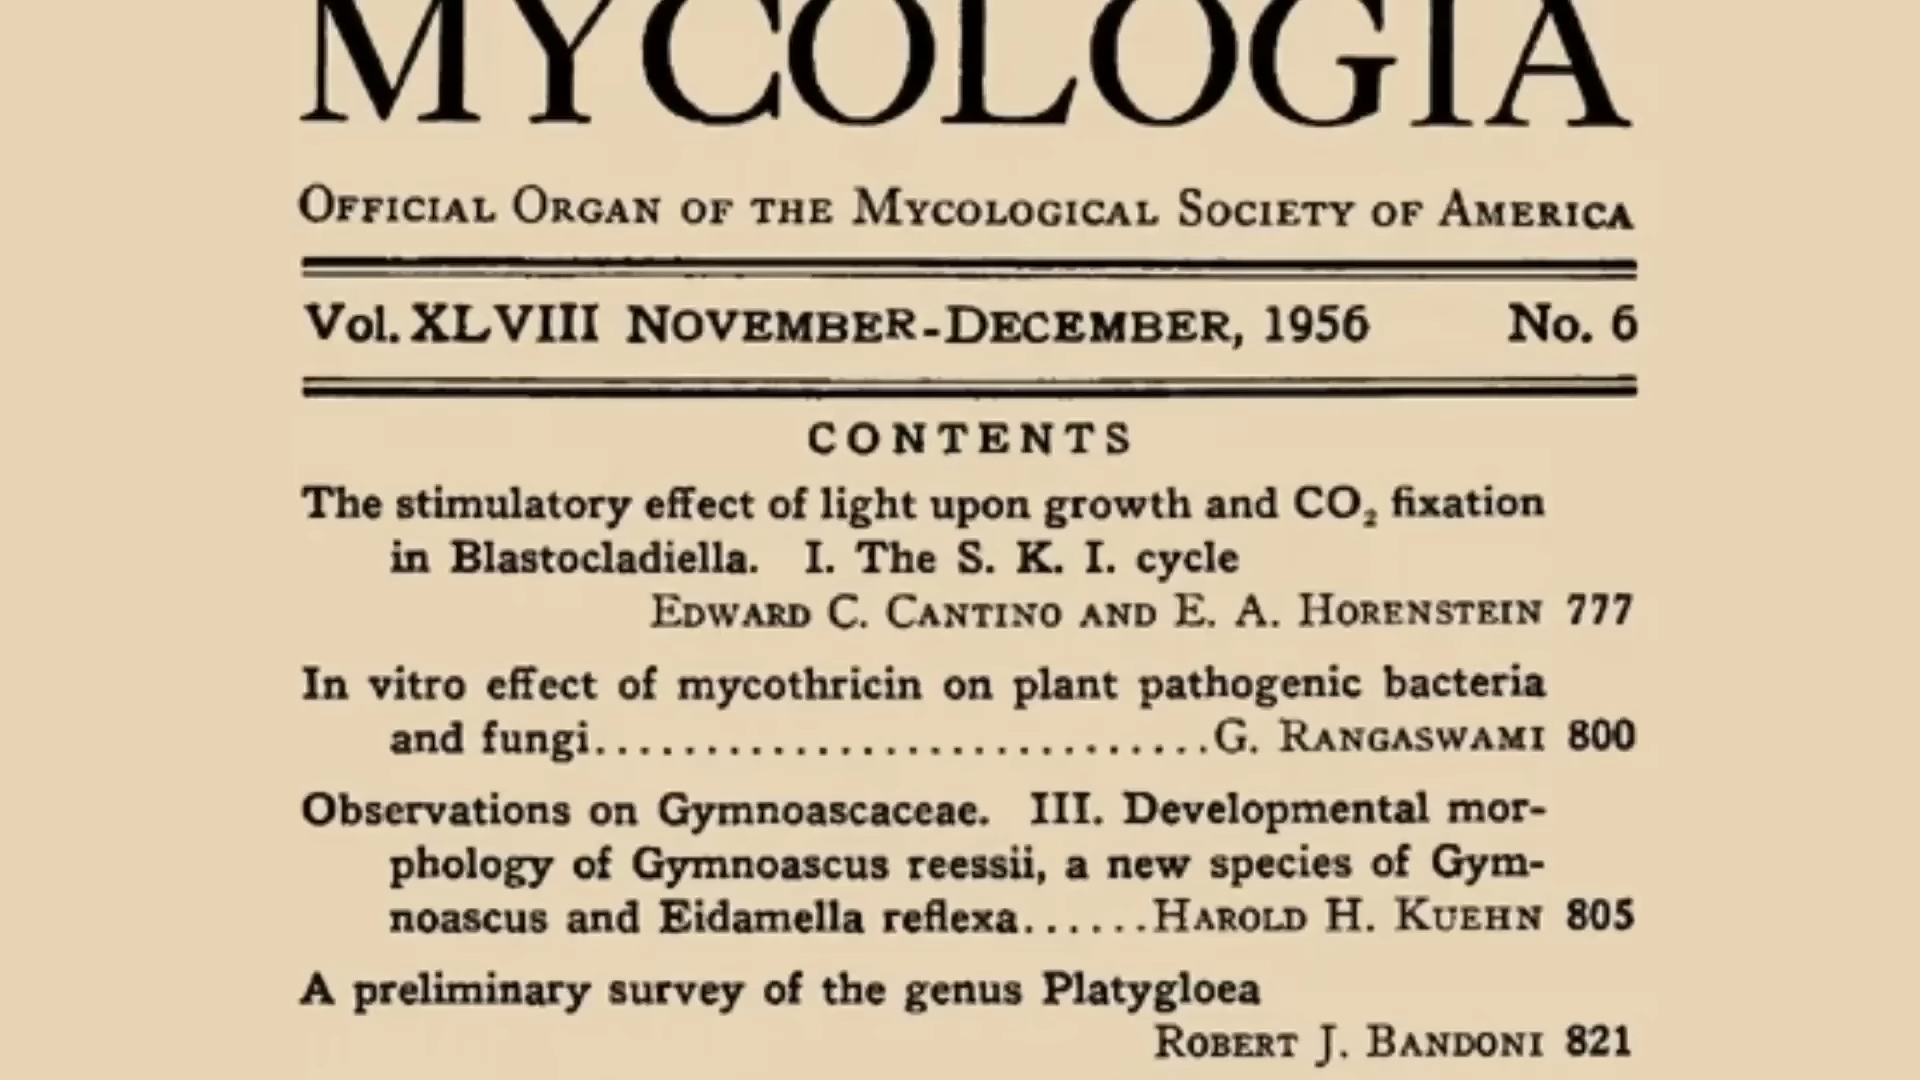 MYCOLOGIA
OFFICIAL ORGAN OF THE MYCOLOGICAL SOCIETY OF AMERICA
Vol. XLVIII NOVEMBER-DECEMBER, 1956 No. 6
CONTENTS
The stimulatory effect of light upon growth and CO₂ fixation
in Blastocladiella. I. The S. K. I. cycle
EDWARD C. CANTINO AND E. A. HORENSTEIN 777
In vitro effect of mycothricin on plant pathogenic bacteria
and fungi............................G. RANGASWAMI 800
Observations on Gymnoascaceae. III. Developmental mor-
phology of Gymnoascus reessii, a new species of Gym-
noascus and Eidamella reflexa......HAROLD H. KUEHN 805
A preliminary survey of the genus Platygloea
ROBERT J. BANDONI 821